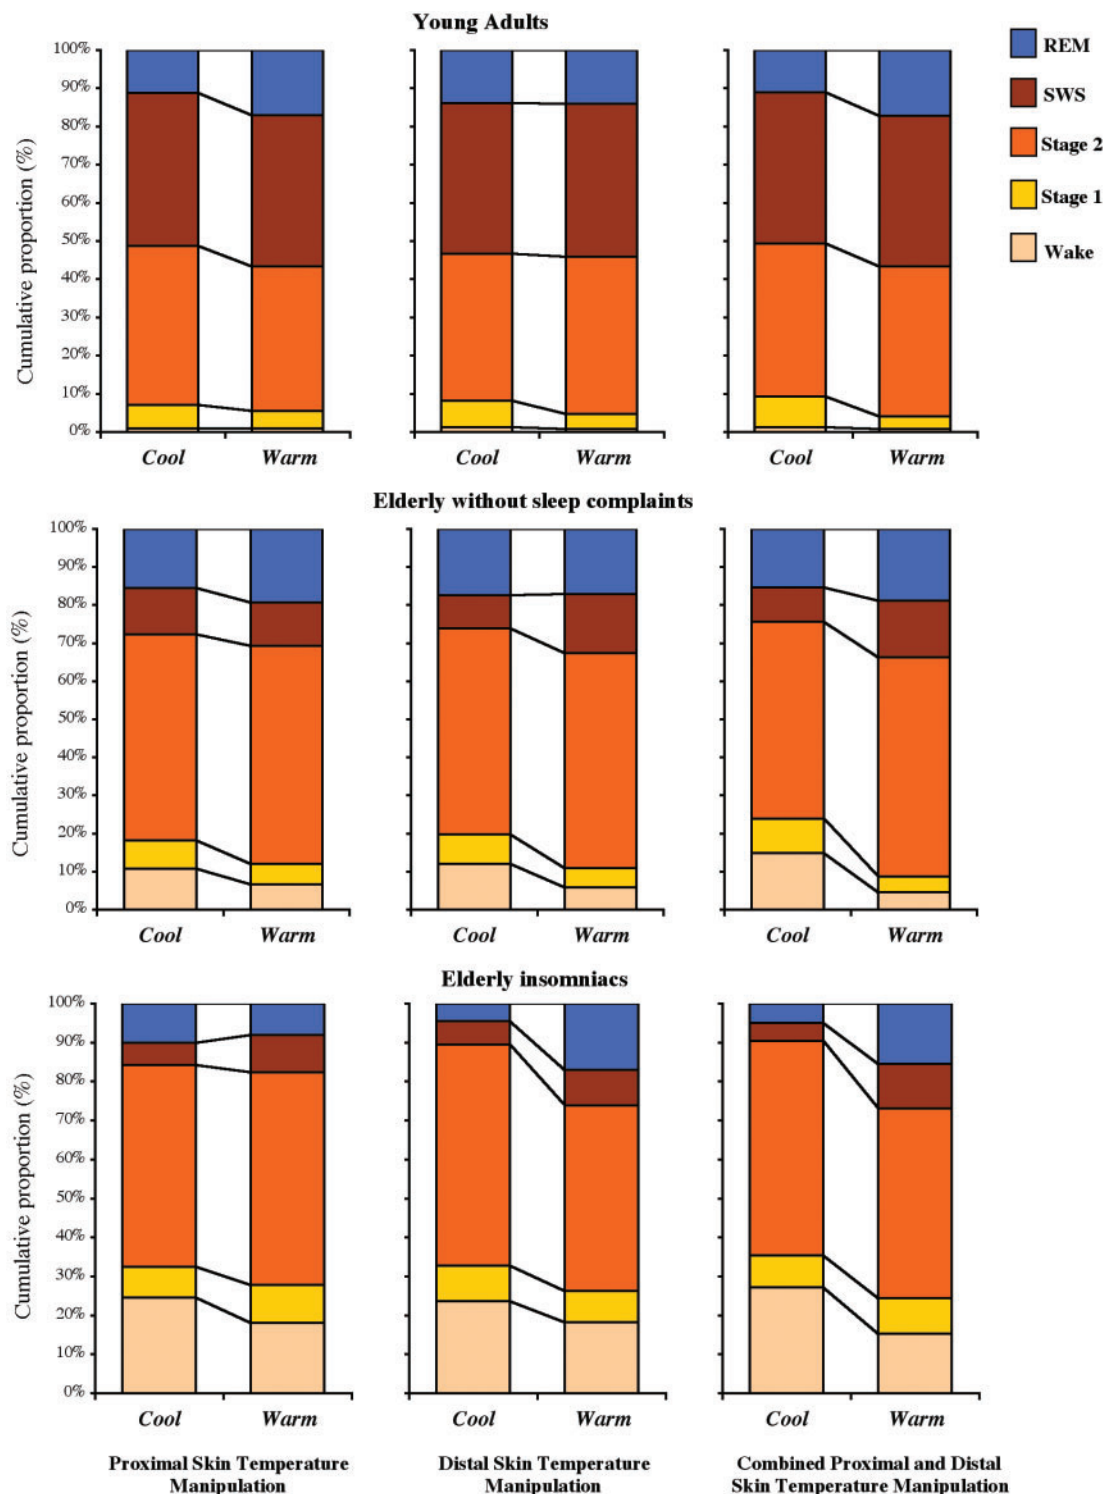 Young Adults
Cumulative proportion (%)
100%
90%
80%
70%
60%
50%
40%
30%
20%
10%
0%
Cool Warm
Cool Warm
Cool Warm
REM
SWS
Stage 2
Stage 1
Wake
Elderly without sleep complaints
Cumulative proportion (%)
100%
90%
80%
70%
60%
50%
40%
30%
20%
10%
0%
Cool Warm
Cool Warm
Cool Warm
Elderly insomniacs
Cumulative proportion (%)
100%
90%
80%
70%
60%
50%
40%
30%
20%
10%
0%
Cool Warm
Cool Warm
Cool Warm
Proximal Skin Temperature
Manipulation
Distal Skin Temperature
Manipulation
Combined Proximal and Distal
Skin Temperature Manipulation